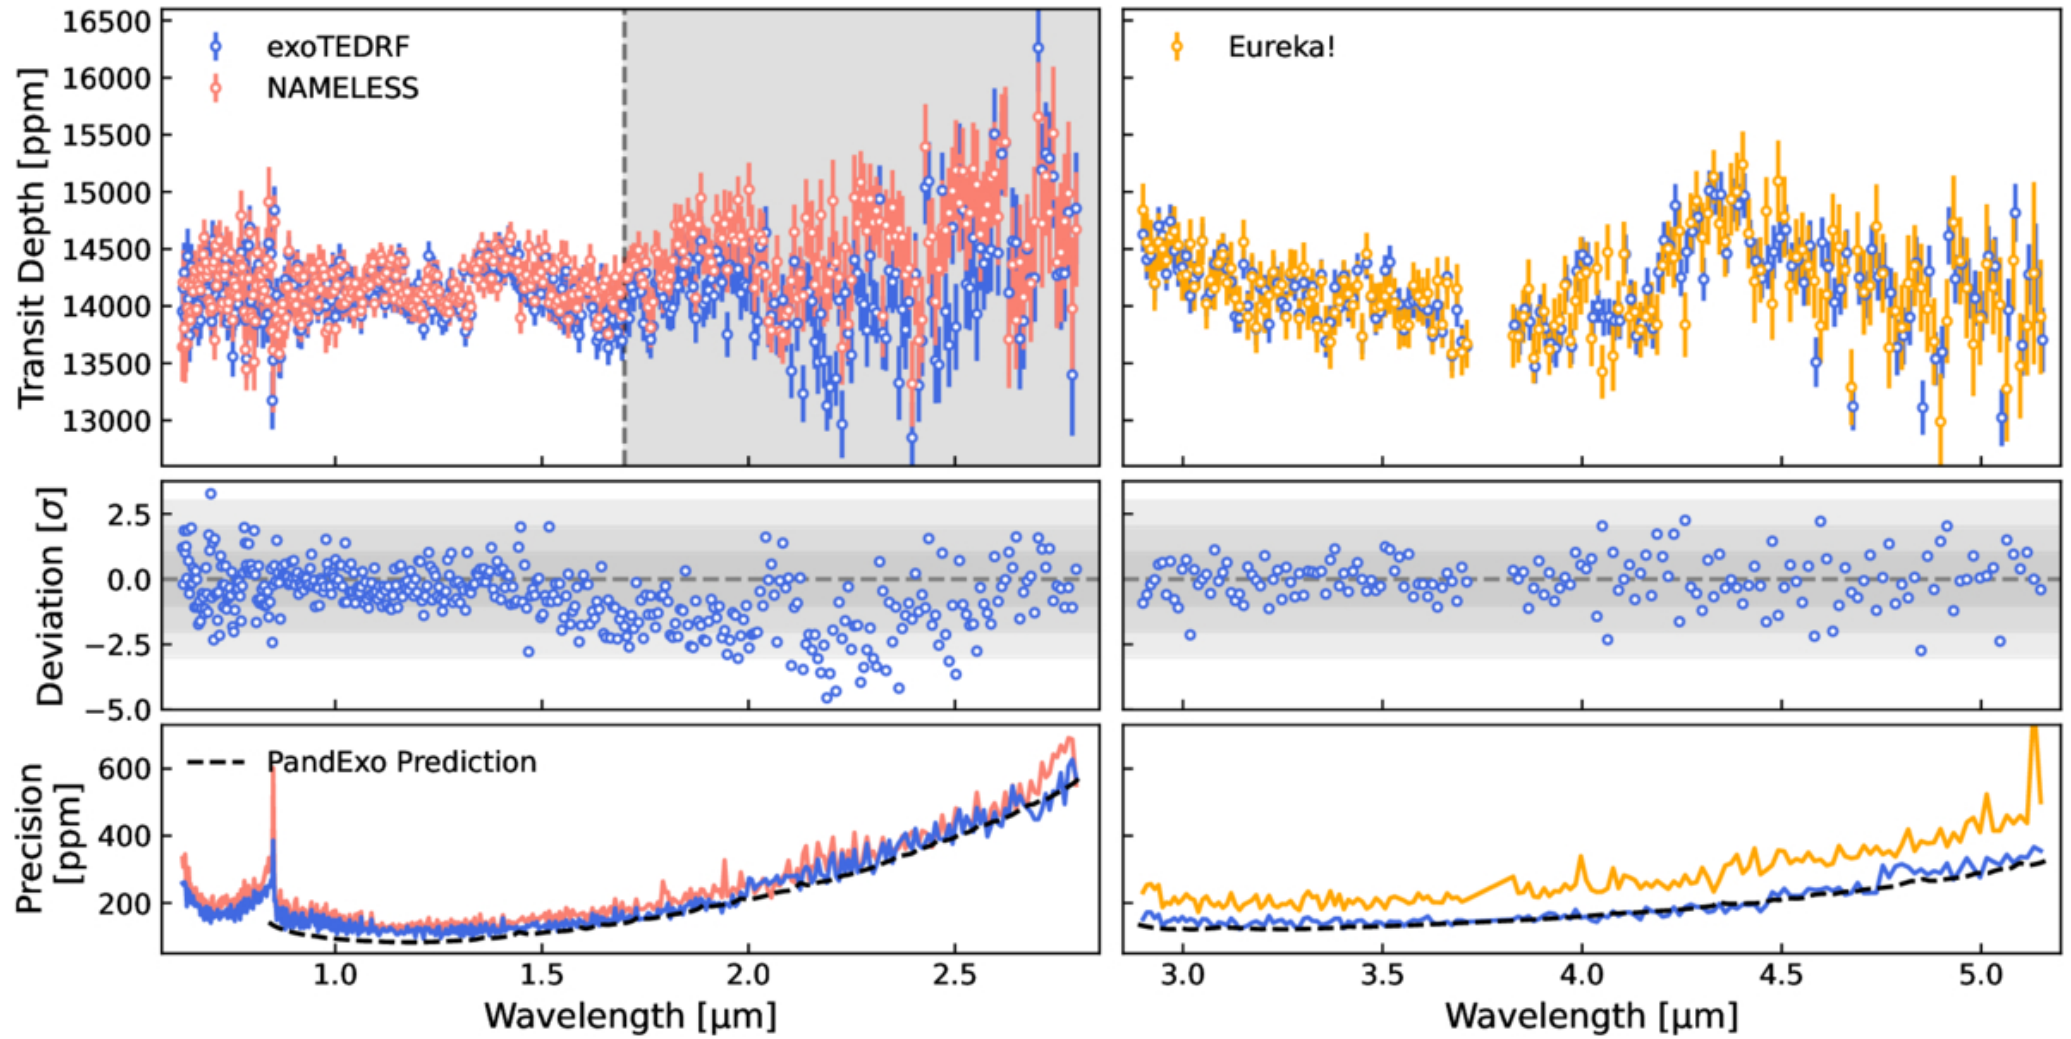 exoTEDRF
NAMELESS
Eureka!
Transit Depth [ppm]
16500
16000
15500
15000
14500
14000
13500
13000
Deviation [σ]
2.5
0.0
−2.5
−5.0
PandExo Prediction
Precision
[ppm]
600
400
200
1.0 1.5 2.0 2.5
3.0 3.5 4.0 4.5 5.0
Wavelength [μm]
Wavelength [μm]